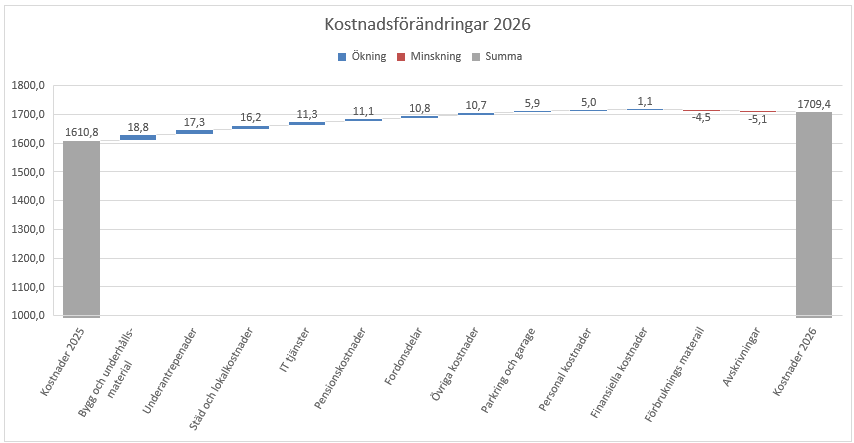 Kostnadsförändringar 2026
Ökning Minskning Summa
1800,0
1700,0
1600,0
1500,0
1400,0
1300,0
1200,0
1100,0
1000,0
1610,8
18,8
17,3
16,2
11,3
11,1
10,8
10,7
5,9
5,0
1,1
-4,5
-5,1
1709,4
Kostnader 2025
Bygg och underhålls-
material
Underantrepenader
Städ och lokalkostnader
IT tjänster
Pensionskostnader
Fordonsdelar
Övriga kostnader
Parkring och garage
Personal kostnader
Finansiella kostnader
Förbruknings materail
Avskrivningar
Kostnader 2026